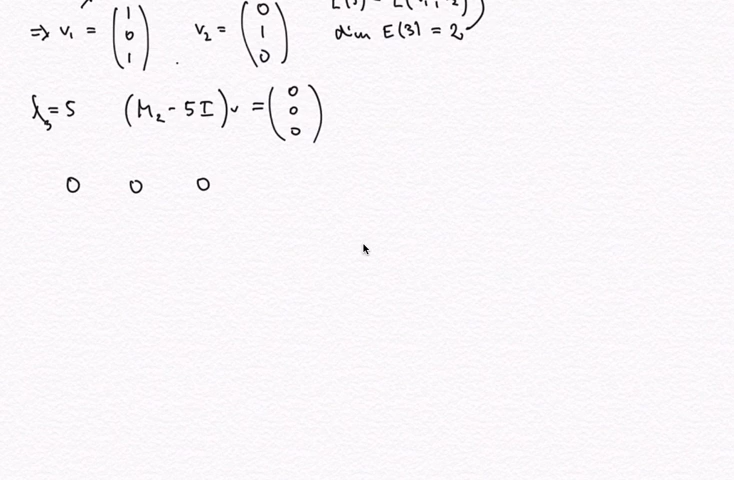 => v₁ = (1 0 1) . v₂ = (0 1 0) dim E(3) = 2
λ₃ = 5 (M₂ - 5I)v = (0 0 0)
0 0 0